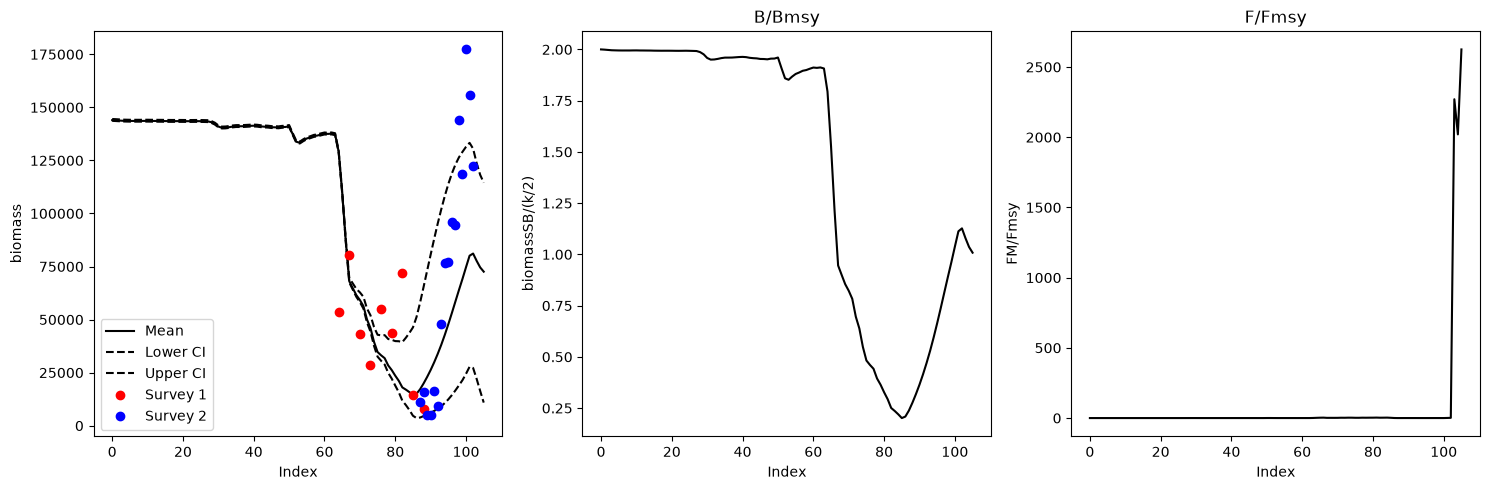 biomass
175000
150000
125000
100000
75000
50000
25000
0
Mean
Lower CI
Upper CI
Survey 1
Survey 2
0 20 40 60 80 100
Index
B/Bmsy
biomassSB/(k/2)
2.00
1.75
1.50
1.25
1.00
0.75
0.50
0.25
0 20 40 60 80 100
Index
F/Fmsy
FM/Fmsy
2500
2000
1500
1000
500
0
0 20 40 60 80 100
Index